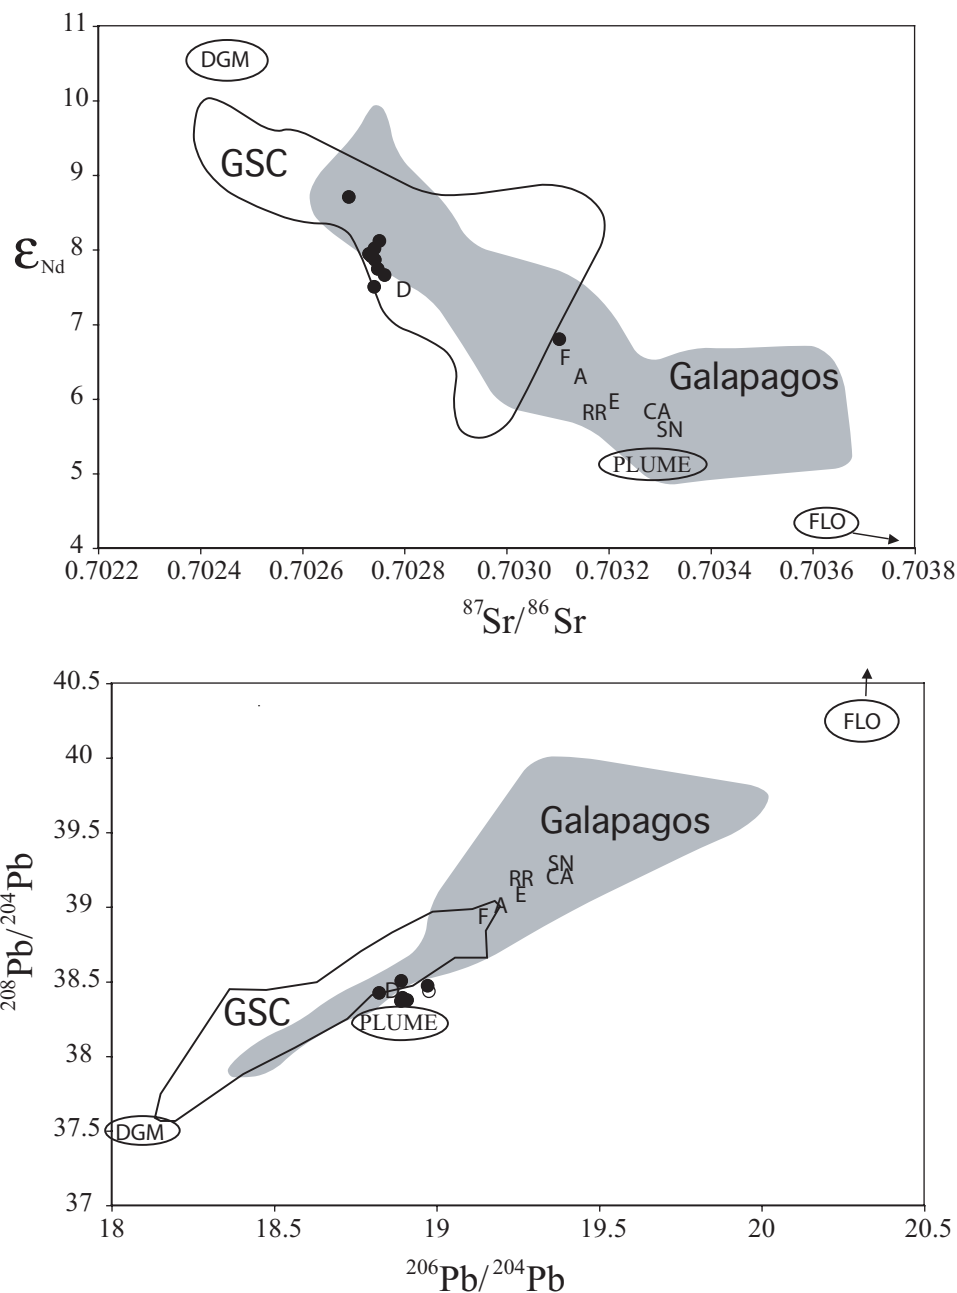 11
DGM
10
GSC
9
8
εNd
D
7
F
A
Galapagos
6
E
RR
CA
SN
5
PLUME
FLO
4
0.7022 0.7024 0.7026 0.7028 0.7030 0.7032 0.7034 0.7036 0.7038
87Sr/86Sr
40.5
FLO
40
Galapagos
39.5
SN
RR
CA
E
39
A
F
208Pb/204Pb
38.5
D
GSC
PLUME
38
37.5
DGM
37
18 18.5 19 19.5 20 20.5
206Pb/204Pb